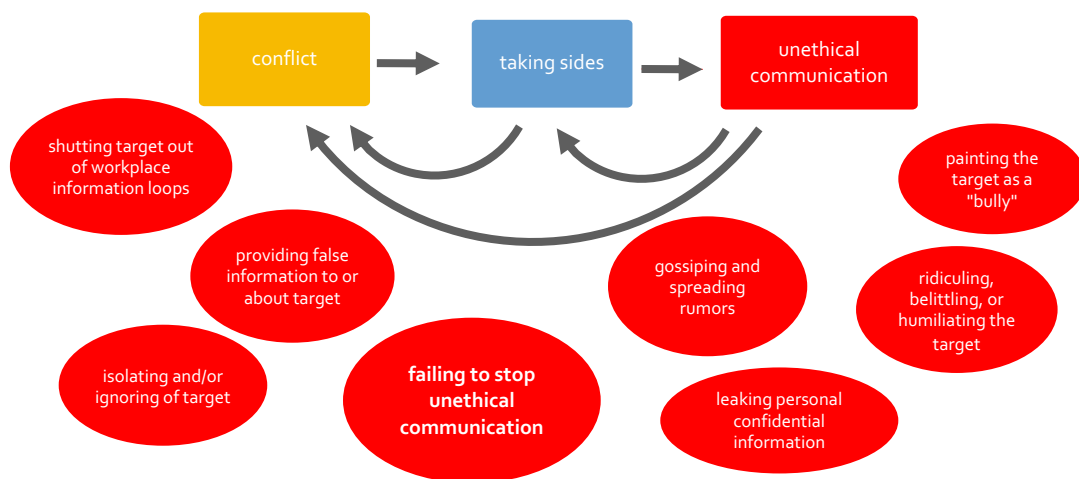 conflict
taking sides
unethical
communication
shutting target out
of workplace
information loops
painting the
target as a
"bully"
providing false
information to or
about target
gossiping and
spreading
rumors
ridiculing,
belittling, or
humiliating the
target
isolating and/or
ignoring of target
failing to stop
unethical
communication
leaking personal
confidential
information